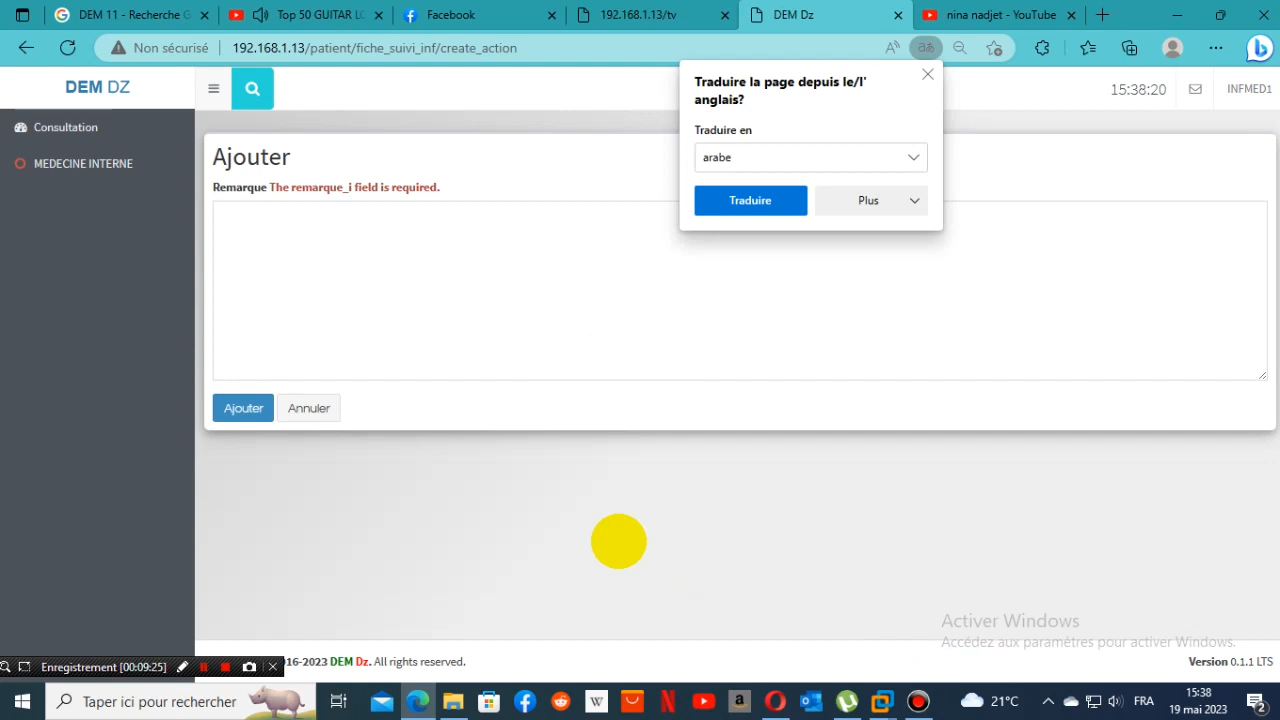 DEM 11 - Recherche G
Top 50 GUITAR LO
Facebook
192.168.1.13/tv
DEM Dz
nina nadjet - YouTube
Non sécurisé
192.168.1.13/patient/fiche_suivi_inf/create_action
DEM DZ
15:38:20
INFMED1
Traduire la page depuis le/l'
anglais?
Traduire en
arabe
Traduire
Plus
Consultation
MEDECINE INTERNE
Ajouter
Remarque The remarque_i field is required.
Ajouter
Annuler
Activer Windows
Accédez aux paramètres pour activer Windows.
Enregistrement [00:09:25]
16-2023 DEM Dz. All rights reserved.
Version 0.1.1 LTS
Taper ici pour rechercher
21°C
FRA
15:38
19 mai 2023
2